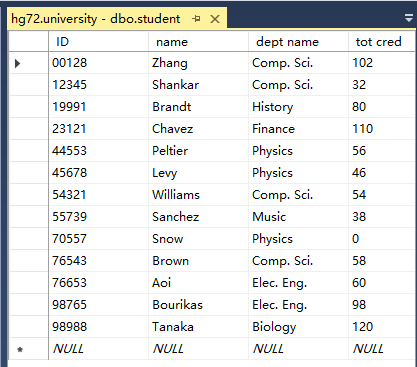 hg72.university - dbo.student
ID name dept name tot cred
00128 Zhang Comp. Sci. 102
12345 Shankar Comp. Sci. 32
19991 Brandt History 80
23121 Chavez Finance 110
44553 Peltier Physics 56
45678 Levy Physics 46
54321 Williams Comp. Sci. 54
55739 Sanchez Music 38
70557 Snow Physics 0
76543 Brown Comp. Sci. 58
76653 Aoi Elec. Eng. 60
98765 Bourikas Elec. Eng. 98
98988 Tanaka Biology 120
NULL NULL NULL NULL